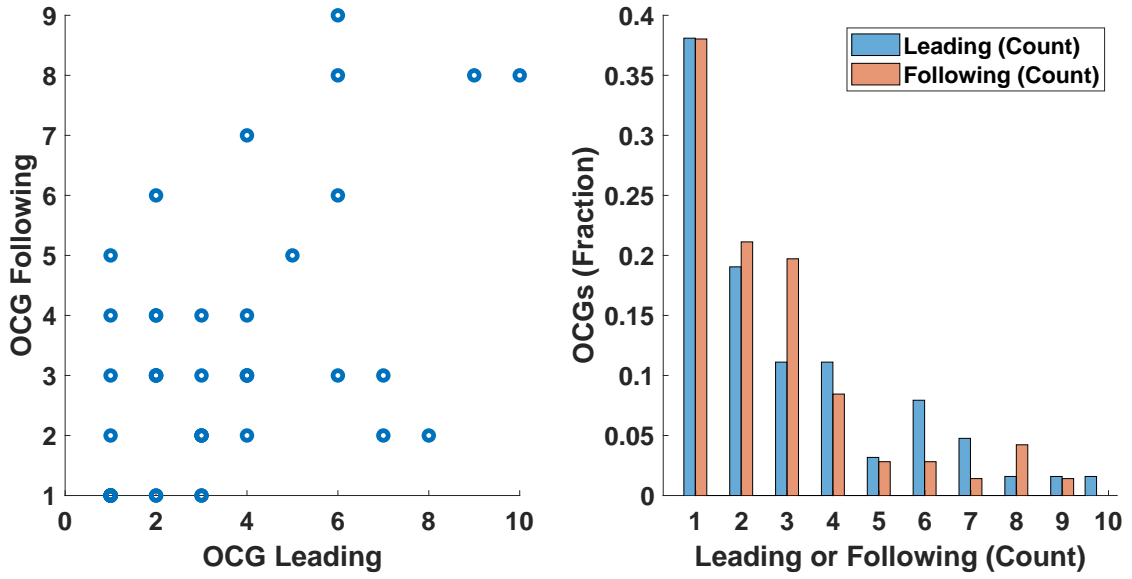 9
8
7
6
5
4
3
2
1
0 2 4 6 8 10
OCG Following
OCG Leading
0.4
0.35
0.3
0.25
0.2
0.15
0.1
0.05
0
1 2 3 4 5 6 7 8 9 10
OCGs (Fraction)
Leading or Following (Count)
Leading (Count)
Following (Count)